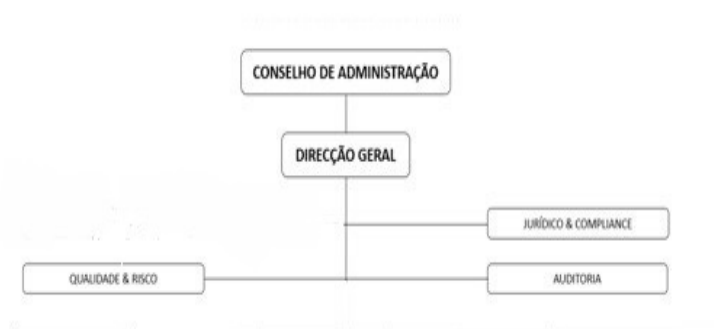 CONSELHO DE ADMINISTRAÇÃO
DIRECÇÃO GERAL
JURÍDICO & COMPLIANCE
QUALIDADE & RISCO
AUDITORIA